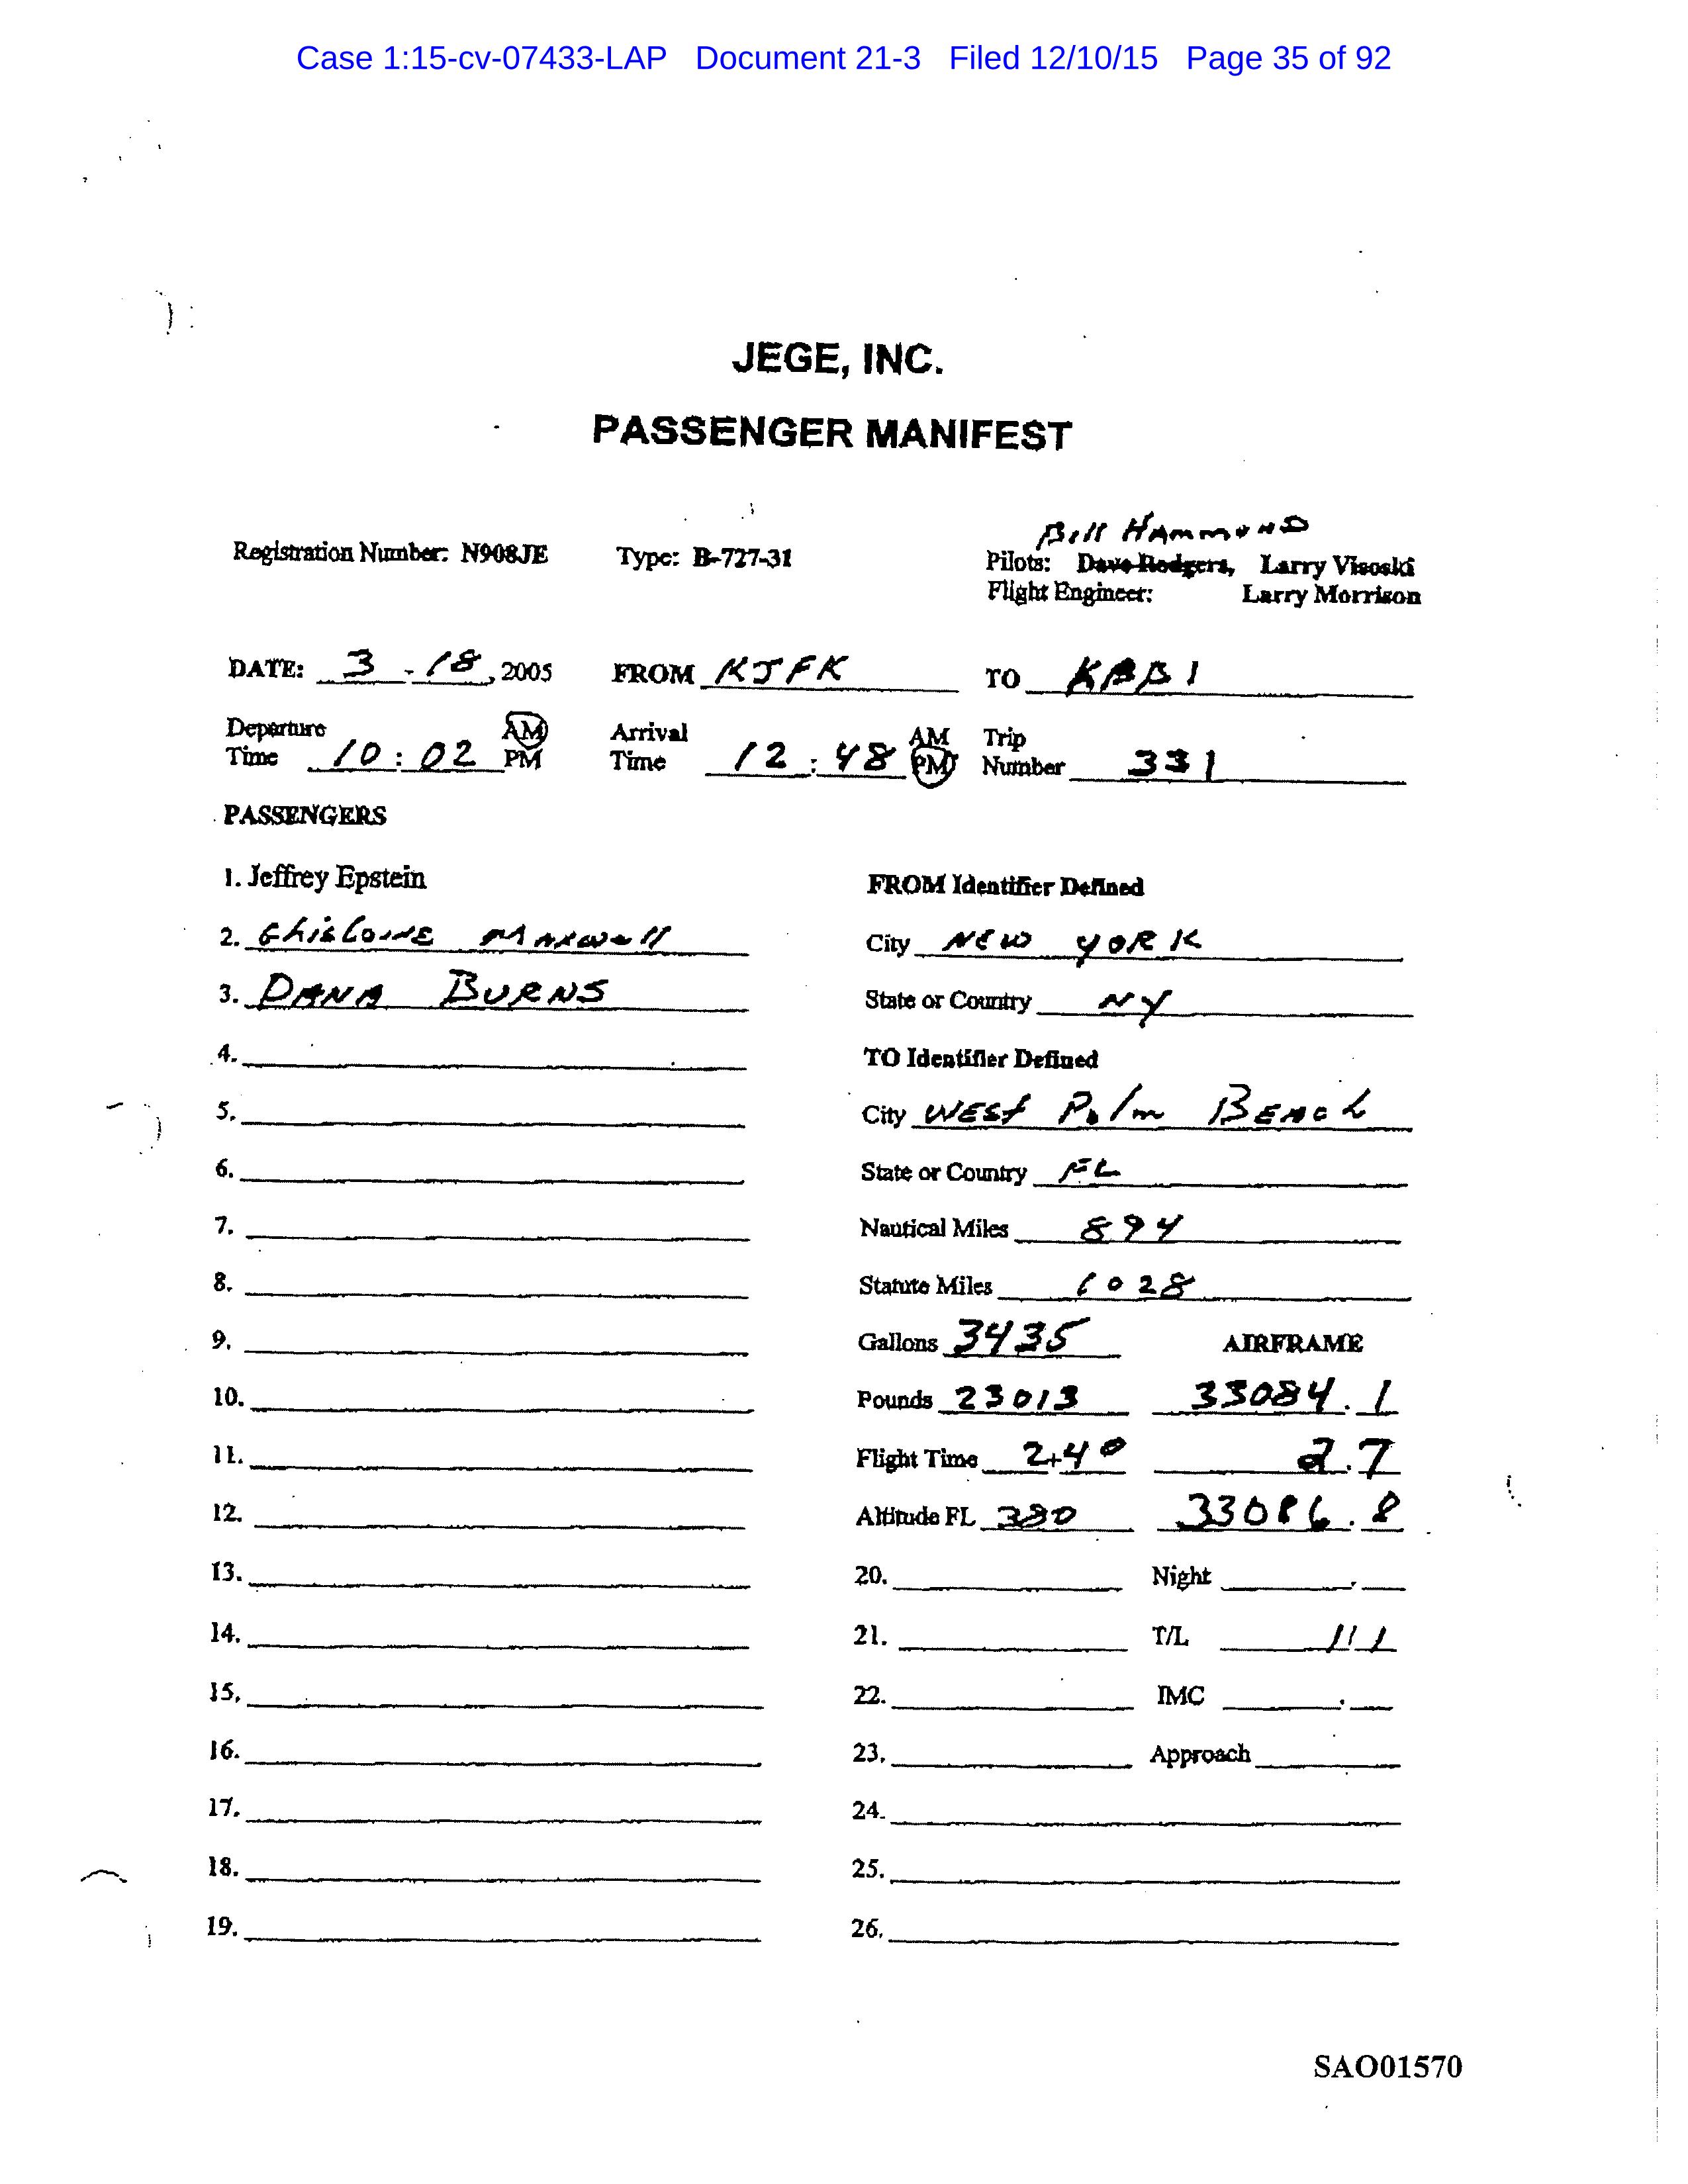 Case 1:15-cv-07433-LAP Document 21-3 Filed 12/10/15 Page 35 of 92
JEGE, INC.
PASSENGER MANIFEST
Bill Hammond
Registration Number: N908JE Type: B-727-31 Pilots: Dave Rodgers, Larry Visoski
Flight Engineer: Larry Morrison
DATE: 3 - 18, 2005 FROM KJFK TO KPBI
Departure AM Arrival AM Trip
Time 10:02 PM Time 12:48 PM Number 331
PASSENGERS
1. Jeffrey Epstein FROM Identifier Defined
2. Ghislaine Maxwell City NEW YORK
3. DANA BURNS State or Country NY
4. TO Identifier Defined
5. City WEST Palm BEACh
6. State or Country FL
7. Nautical Miles 894
8. Statute Miles 1028
9. Gallons 3435 AIRFRAME
10. Pounds 23013 33084.1
11. Flight Time 2+40 2.7
12. Altitude FL 380 33086.8
13. 20. Night
14. 21. T/L 1/1
15. 22. IMC
16. 23. Approach
17. 24.
18. 25.
19. 26.
SAO01570